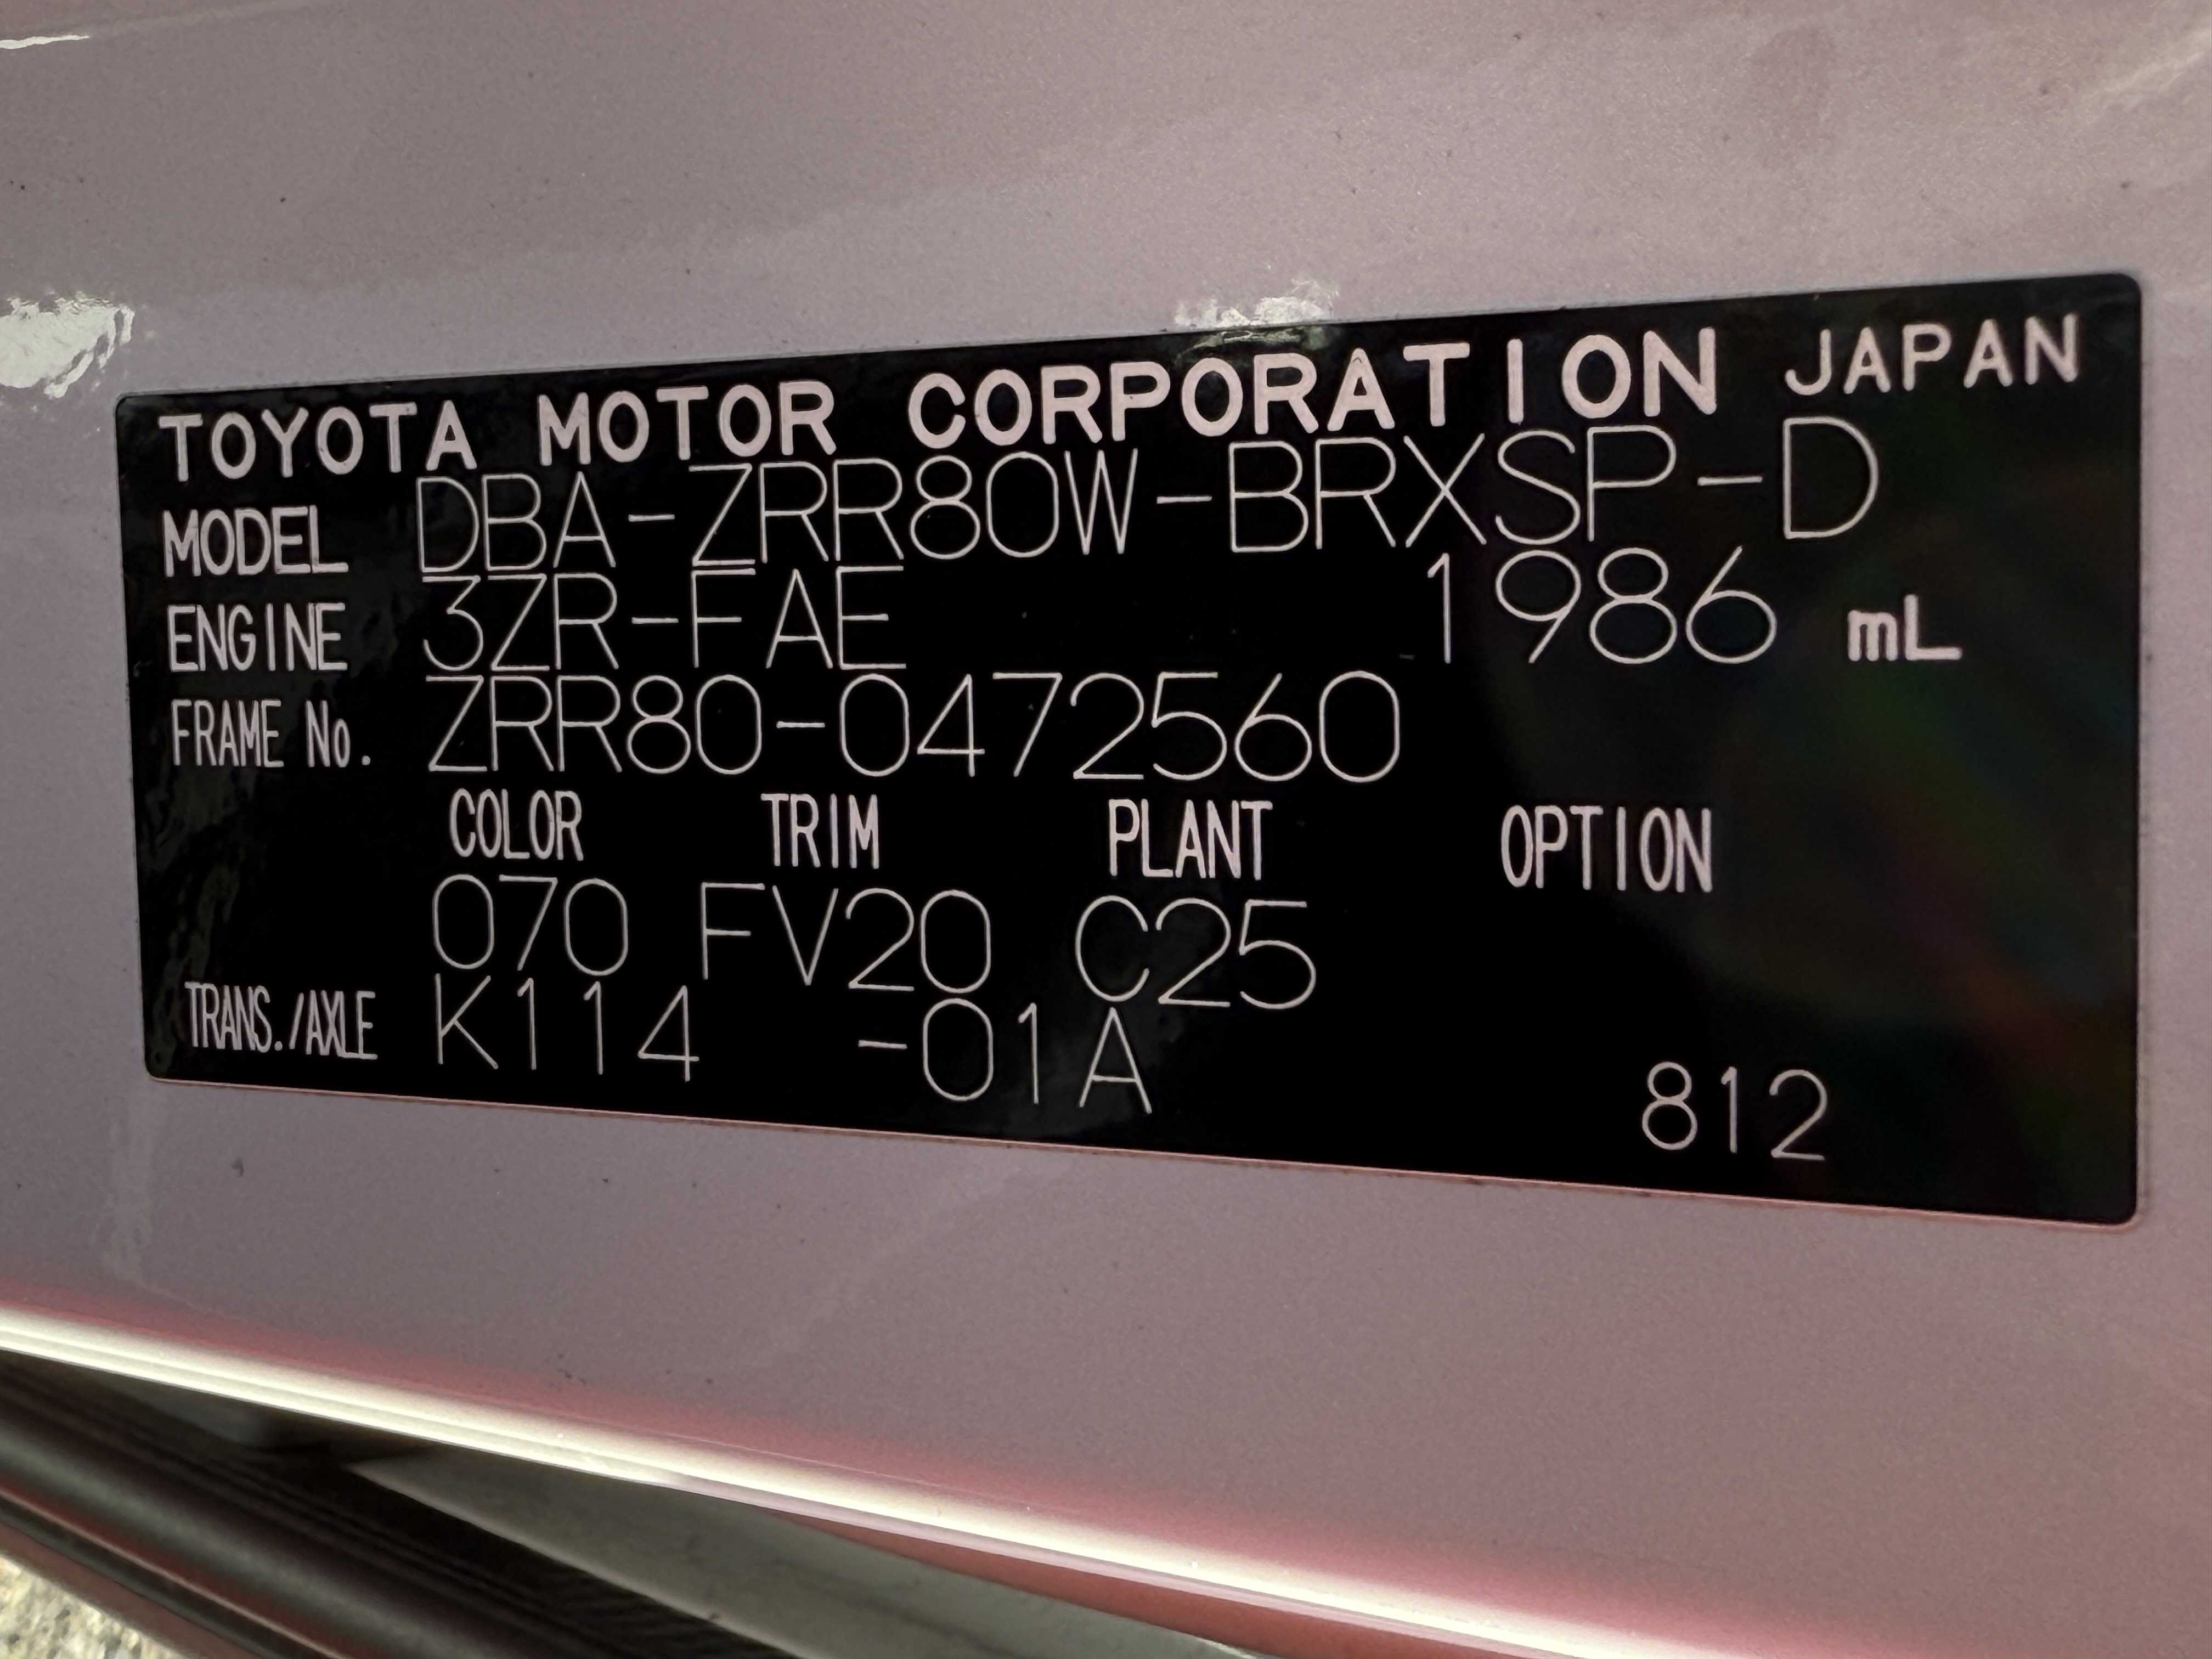 TOYOTA MOTOR CORPORATION JAPAN
MODEL DBA-ZRR80W-BRXSP-D
ENGINE 3ZR-FAE 1986 mL
FRAME No. ZRR80-0472560
COLOR TRIM PLANT OPTION
070 FV20 C25
TRANS./AXLE K114 -01A
812